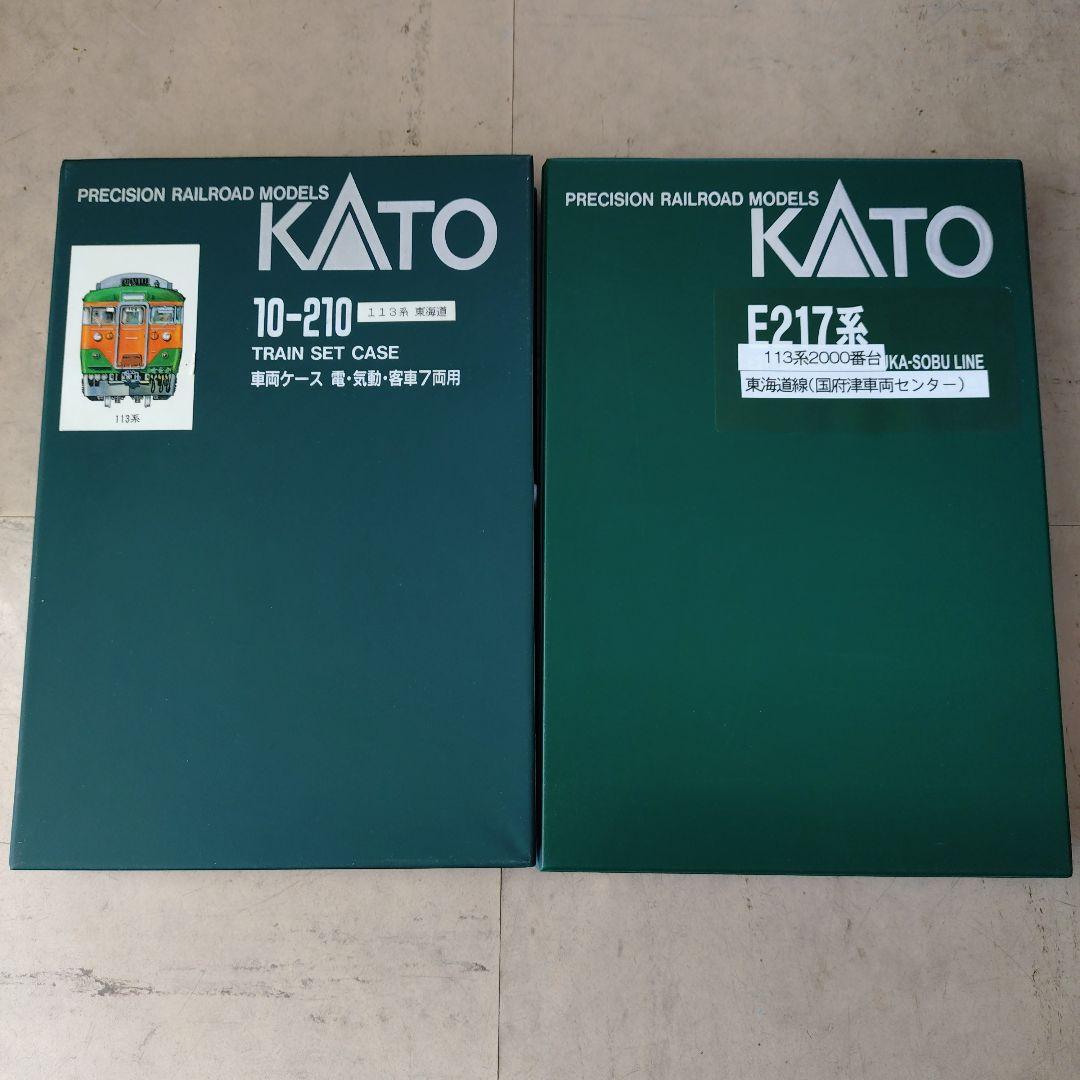 PRECISION RAILROAD MODELS
KATO
10-210
113系 東海道
TRAIN SET CASE
車両ケース 電・気動・客車7両用
113系
PRECISION RAILROAD MODELS
KATO
E217系
113系2000番台
UKA-SOBU LINE
東海道線(国府津車両センター)